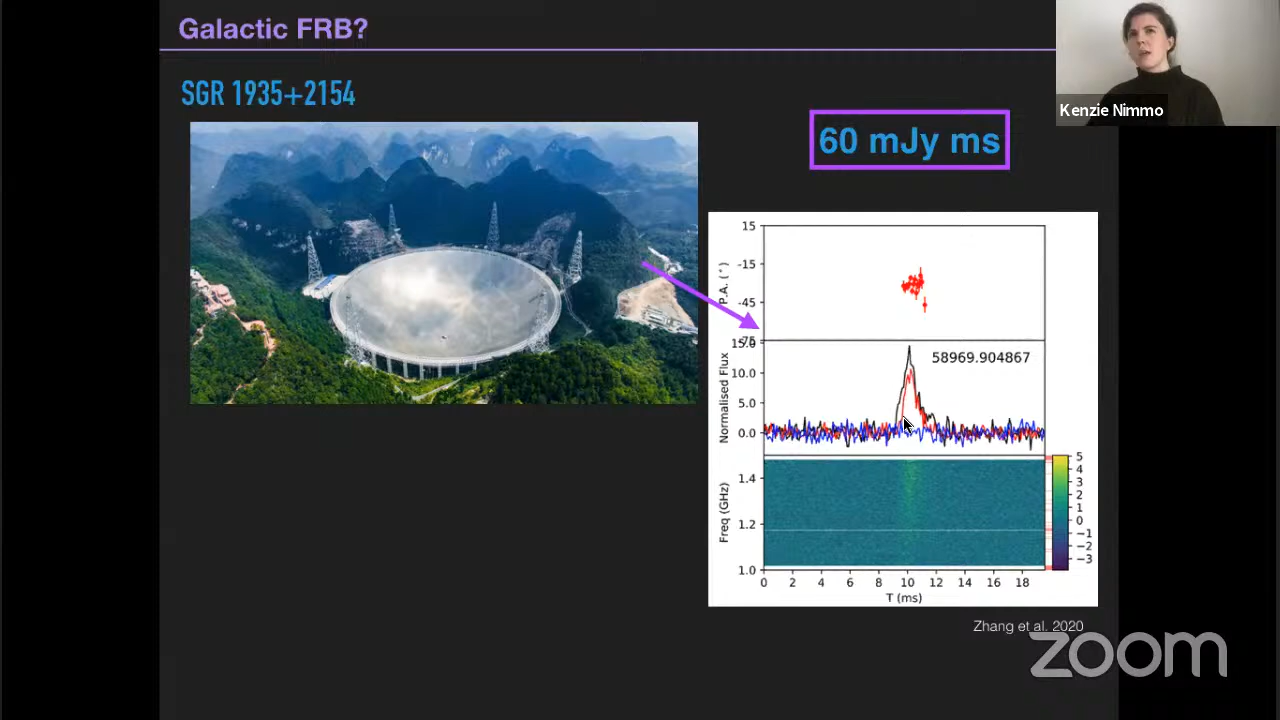 Galactic FRB?
Kenzie Nimmo
SGR 1935+2154
60 mJy ms
15
-15
-45
-75
P.A. (°)
15.0
10.0
5.0
0.0
Normalised Flux
58969.904867
1.4
1.2
1.0
Freq (GHz)
5
4
3
2
1
0
−1
−2
−3
0 2 4 6 8 10 12 14 16 18
T (ms)
Zhang et al. 2020
zoom